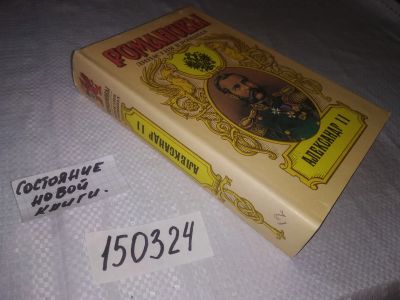 РОМАНОВЫ
АЛЕКСАНДР II
АЛЕКСАНДР II
СОСТОЯНИЕ
НОВОЙ
КНИГИ.
150324